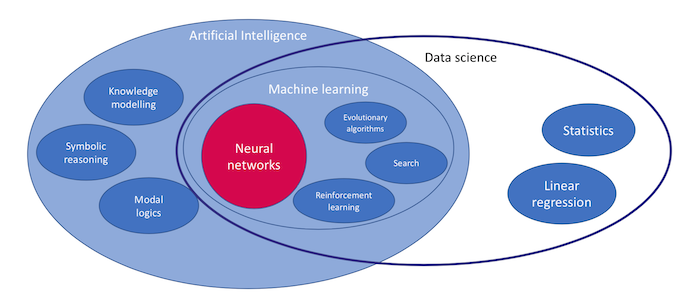 Artificial Intelligence
Data science
Machine learning
Knowledge
modelling
Symbolic
reasoning
Modal
logics
Neural
networks
Evolutionary
algorithms
Search
Reinforcement
learning
Statistics
Linear
regression